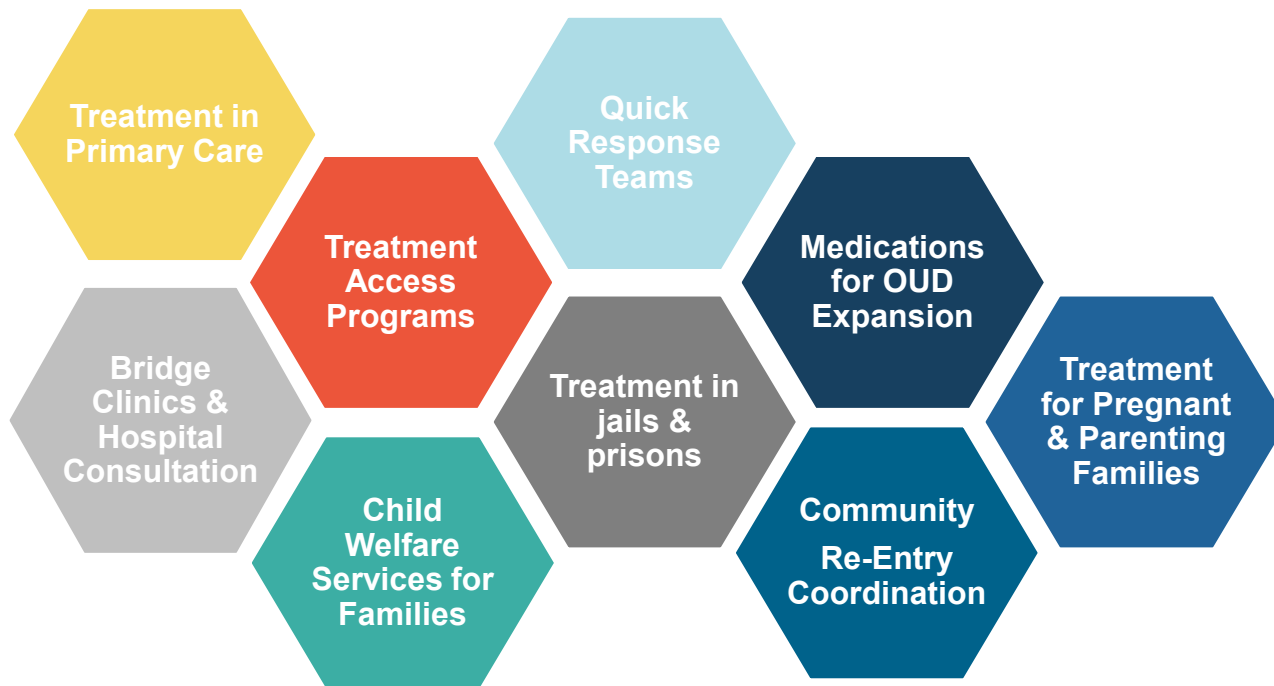 Treatment in
Primary Care
Quick
Response
Teams
Treatment
Access
Programs
Medications
for OUD
Expansion
Bridge
Clinics &
Hospital
Consultation
Treatment in
jails &
prisons
Treatment
for Pregnant
& Parenting
Families
Child
Welfare
Services for
Families
Community
Re-Entry
Coordination